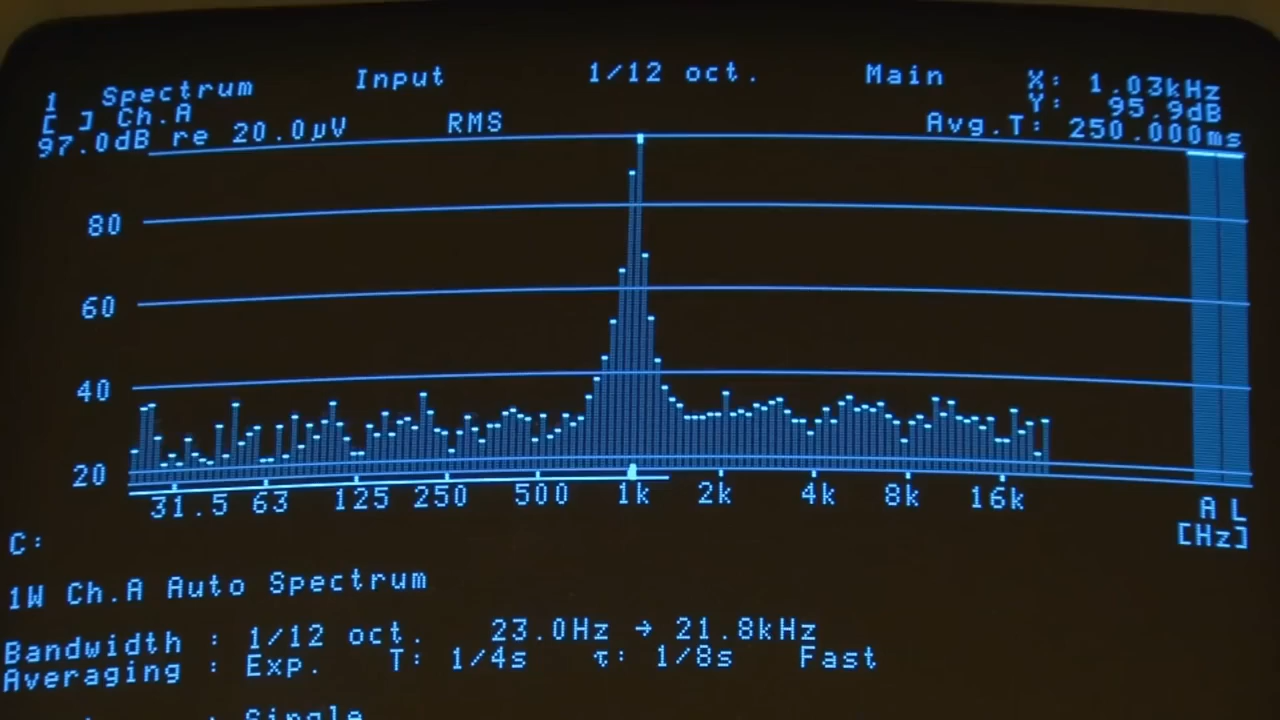 1 Spectrum Input 1/12 oct. Main X: 1.03kHz
[ ] Ch.A Y: 95.9dB
97.0dB re 20.0µV RMS Avg.T: 250.000ms
80
60
40
20
31.5 63 125 250 500 1k 2k 4k 8k 16k A L
[Hz]
C:
1W Ch.A Auto Spectrum
Bandwidth : 1/12 oct. 23.0Hz → 21.8kHz
Averaging : Exp. T: 1/4s τ: 1/8s Fast
: Single